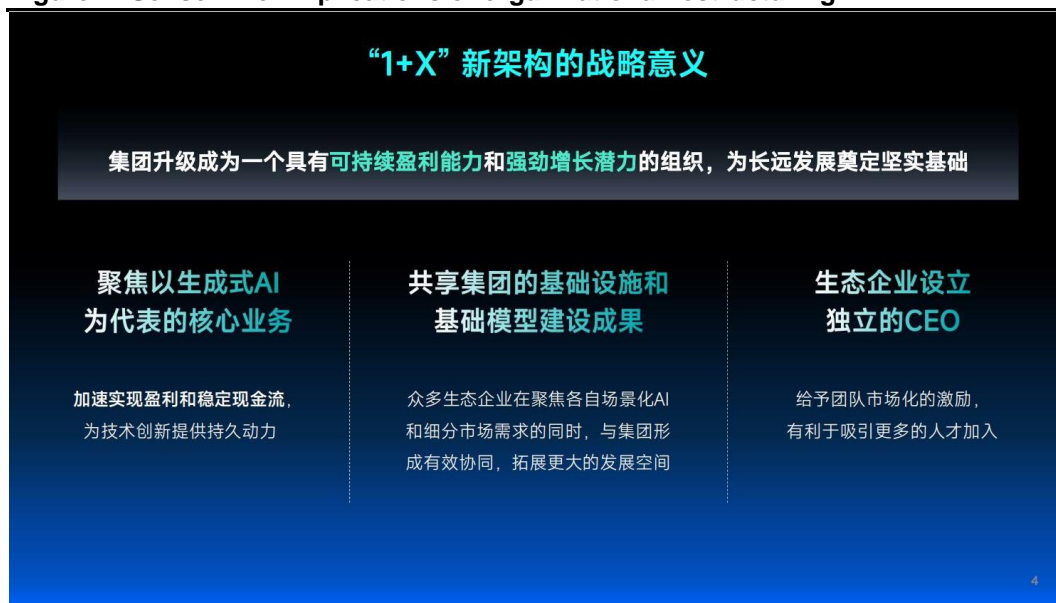 “1+X” 新架构的战略意义
集团升级成为一个具有可持续盈利能力和强劲增长潜力的组织，为长远发展奠定坚实基础
聚焦以生成式AI
为代表的核心业务
加速实现盈利和稳定现金流，
为技术创新提供持久动力
共享集团的基础设施和
基础模型建设成果
众多生态企业在聚焦各自场景化AI
和细分市场需求的同时，与集团形
成有效协同，拓展更大的发展空间
生态企业设立
独立的CEO
给予团队市场化的激励，
有利于吸引更多的人才加入
4